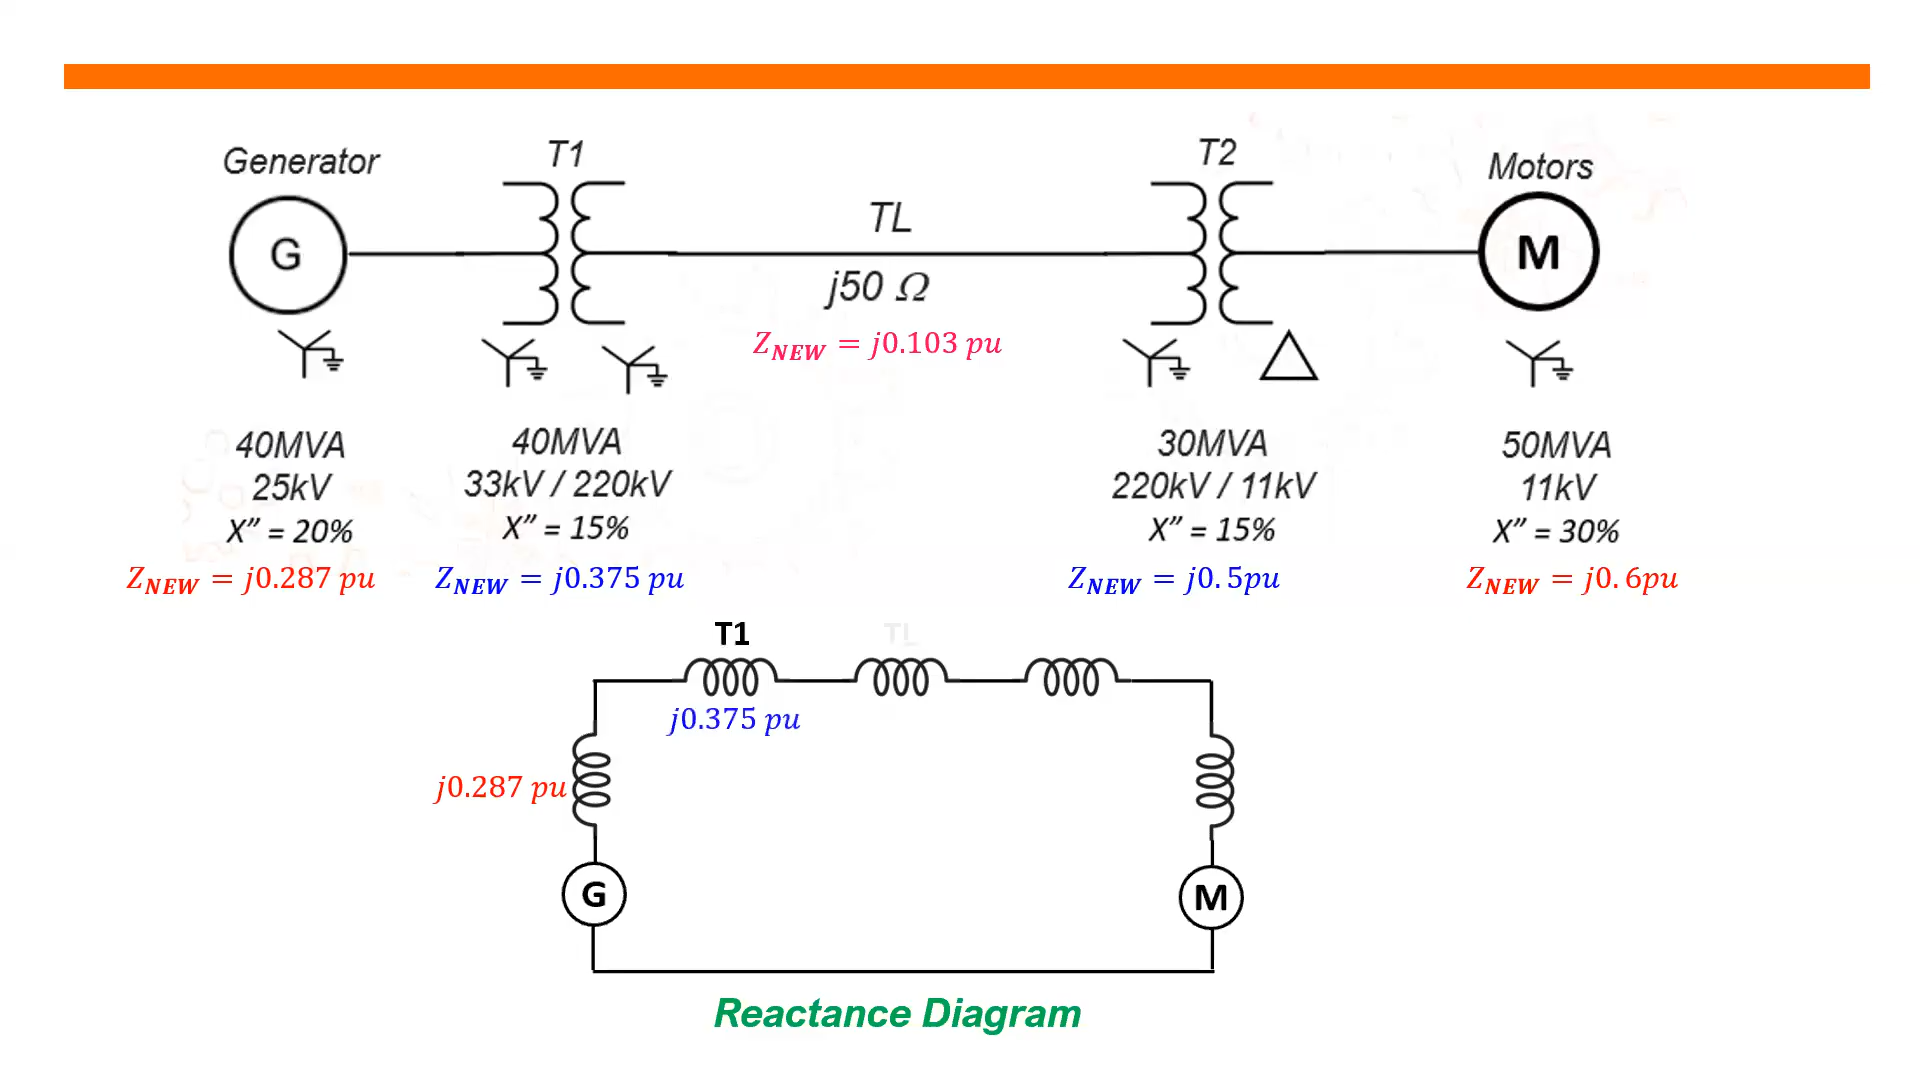 Generator
T1
T2
Motors
G
TL
M
j50 Ω
Z_NEW = j0.103 pu
40MVA
25kV
X” = 20%
Z_NEW = j0.287 pu
40MVA
33kV / 220kV
X” = 15%
Z_NEW = j0.375 pu
30MVA
220kV / 11kV
X” = 15%
Z_NEW = j0.5pu
50MVA
11kV
X” = 30%
Z_NEW = j0.6pu
T1
TL
j0.375 pu
j0.287 pu
G
M
Reactance Diagram